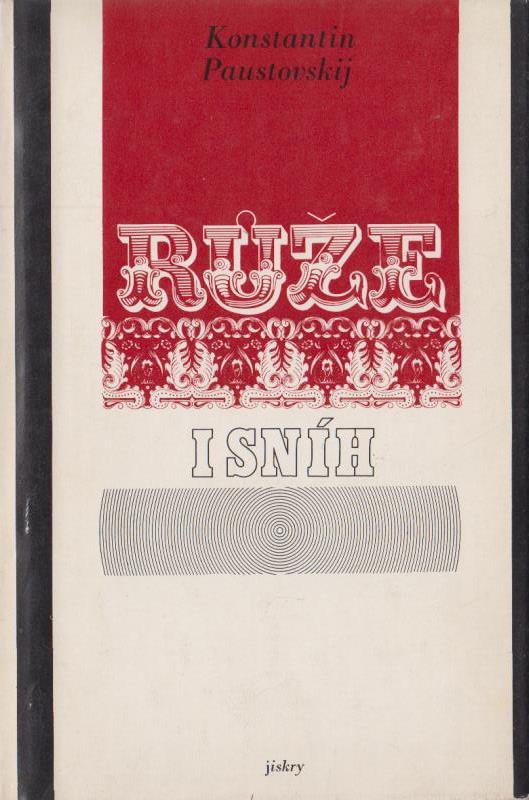 Konstantin
Paustovskij
RŮŽE
I SNÍH
jiskry